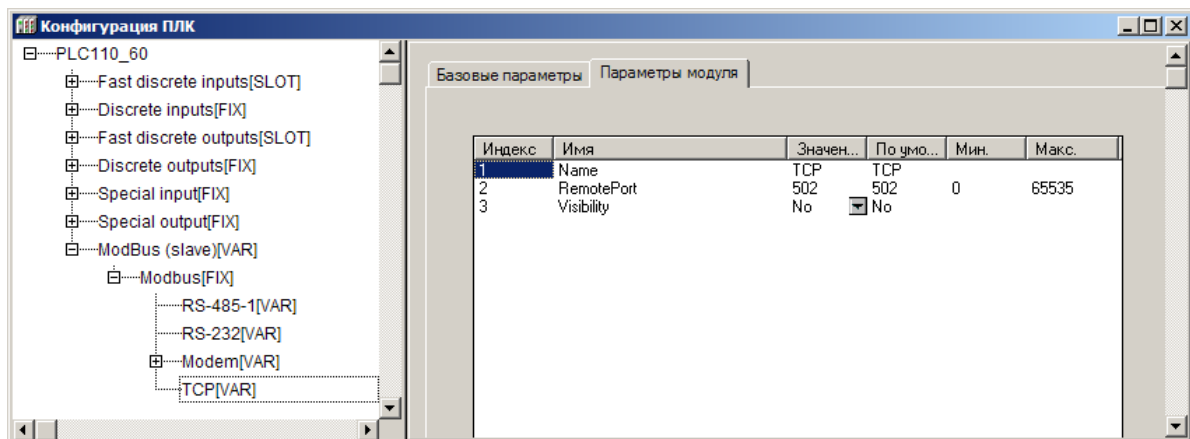 Конфигурация ПЛК
PLC110_60
Fast discrete inputs[SLOT]
Discrete inputs[FIX]
Fast discrete outputs[SLOT]
Discrete outputs[FIX]
Special input[FIX]
Special output[FIX]
ModBus (slave)[VAR]
Modbus[FIX]
RS-485-1[VAR]
RS-232[VAR]
Modem[VAR]
TCP[VAR]
Базовые параметры Параметры модуля
Индекс Имя Значен... По умо... Мин. Макс.
1 Name TCP TCP
2 RemotePort 502 502 0 65535
3 Visibility No No